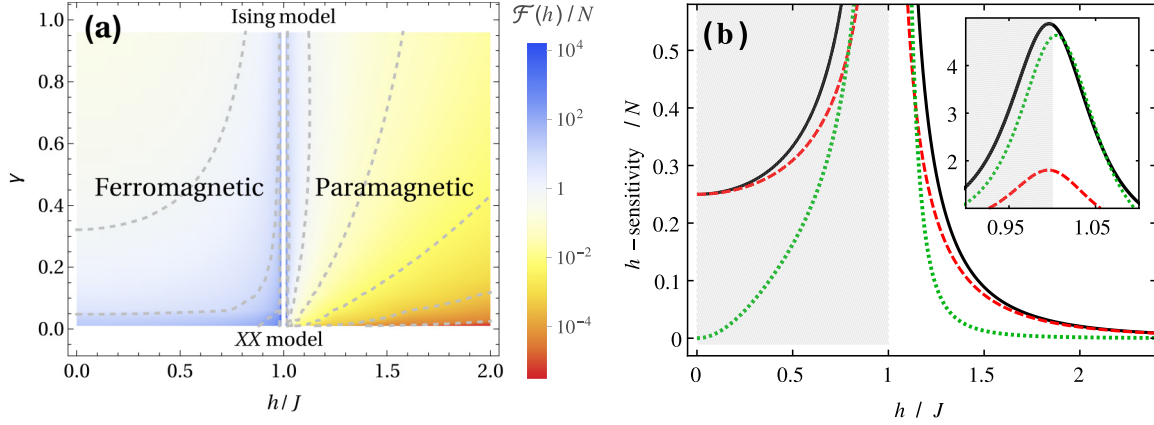 (a)
Ising model
ℱ(h)/N
1.0
0.8
0.6
0.4
0.2
0.0
γ
Ferromagnetic
Paramagnetic
XX model
0.0
0.5
1.0
1.5
2.0
h/J
10⁴
10²
1
10⁻²
10⁻⁴
(b)
h-sensitivity / N
0.5
0.4
0.3
0.2
0.1
0
0
0.5
1
1.5
2
h / J
4
3
2
0.95
1.05